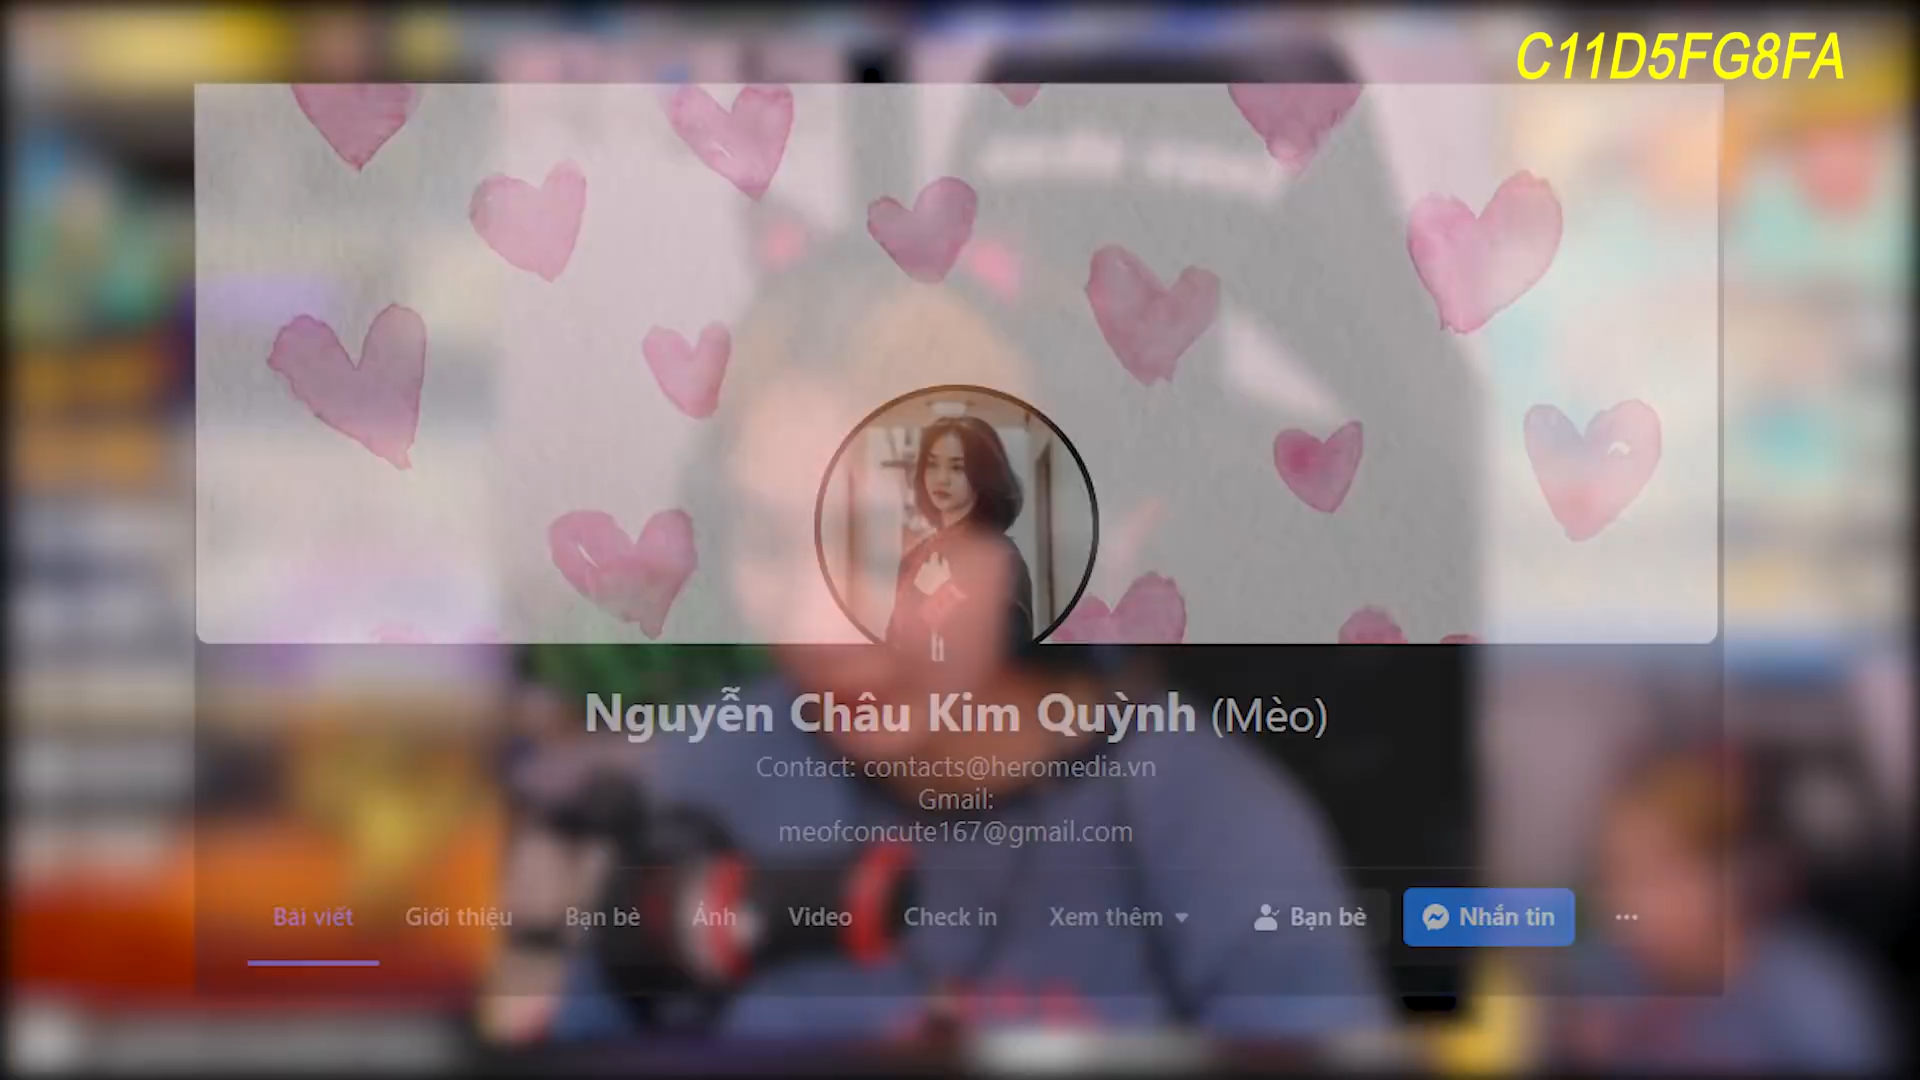 C11D5FG8FA
Nguyễn Châu Kim Quỳnh (Mèo)
Contact: contacts@heromedia.vn
Gmail:
meofconcute167@gmail.com
Bài viết Giới thiệu Bạn bè Ảnh Video Check in Xem thêm Bạn bè Nhắn tin